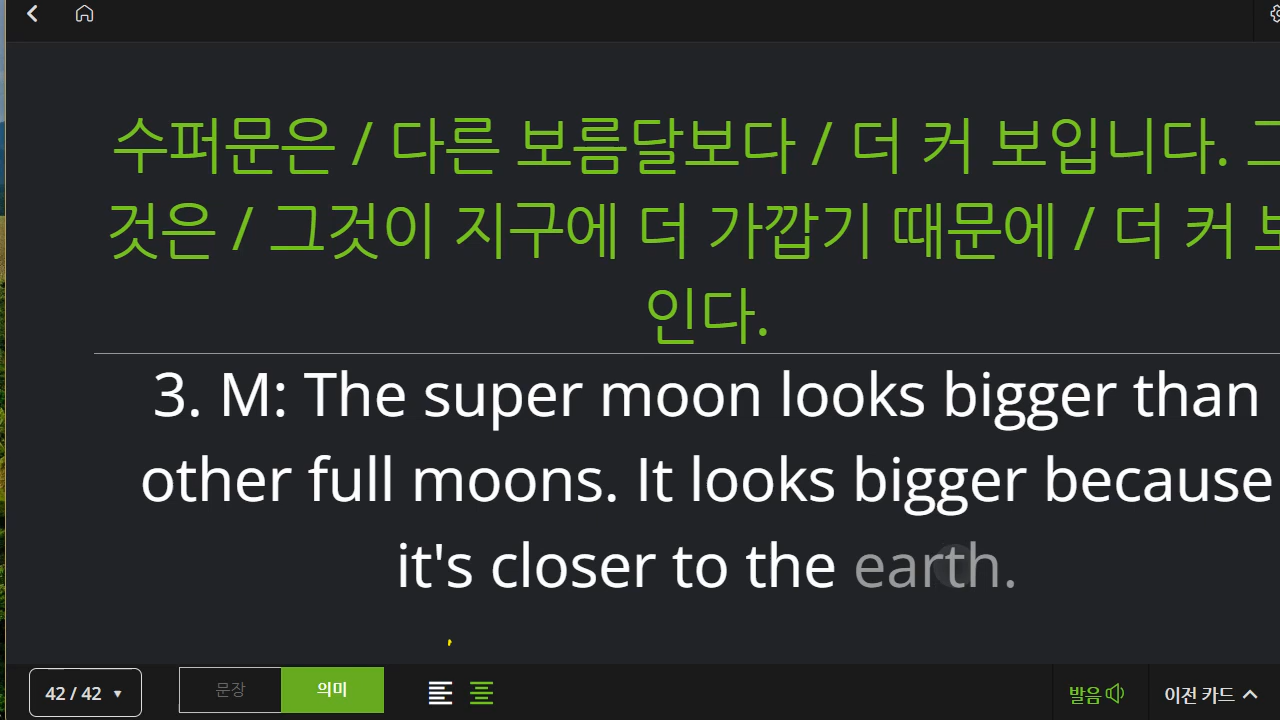 수퍼문은 / 다른 보름달보다 / 더 커 보입니다. 그
것은 / 그것이 지구에 더 가깝기 때문에 / 더 커 보
인다.
3. M: The super moon looks bigger than
other full moons. It looks bigger because
it's closer to the earth.
42 / 42 문장 의미 발음 이전 카드